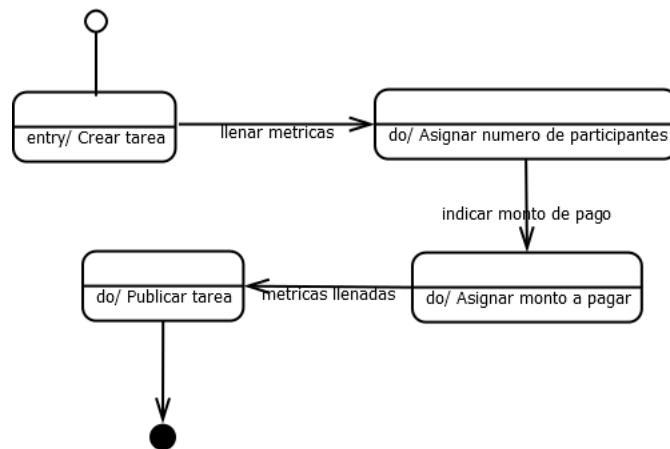 entry/ Crear tarea
llenar metricas
do/ Asignar numero de participantes
indicar monto de pago
do/ Asignar monto a pagar
metricas llenadas
do/ Publicar tarea